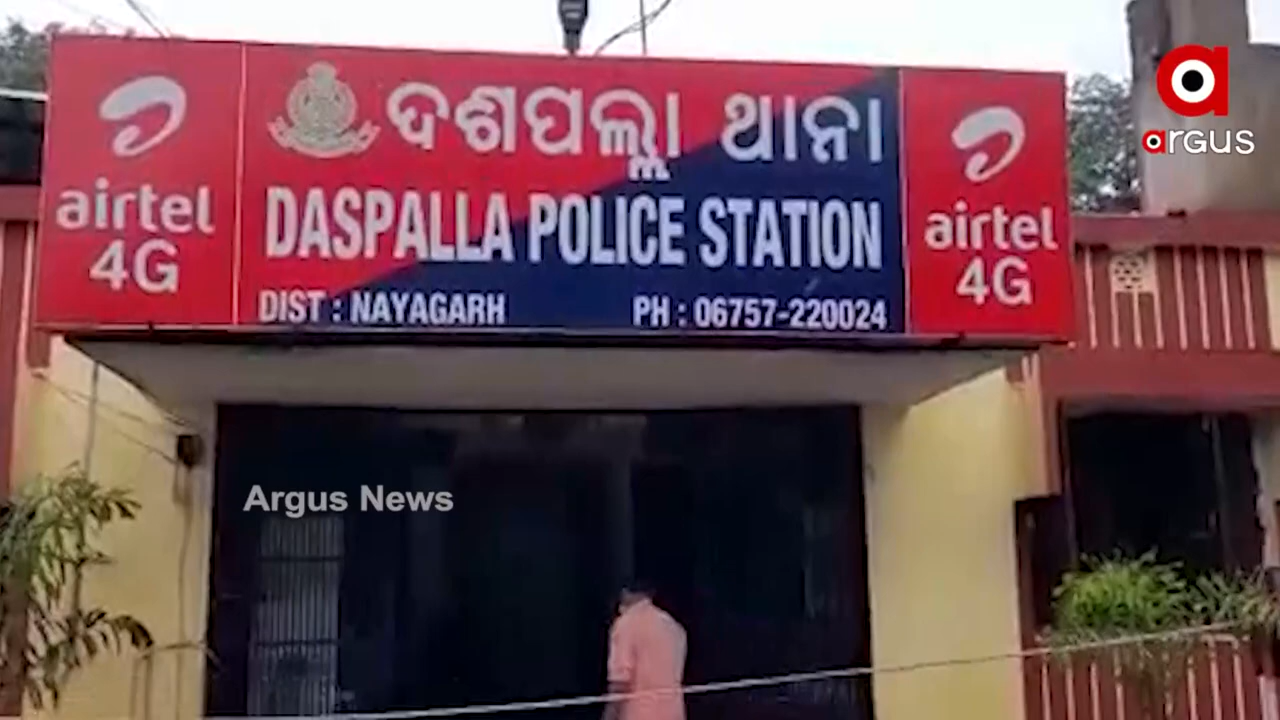 airtel
4G
ଦଶପଲ୍ଲା ଥାନା
DASPALLA POLICE STATION
DIST : NAYAGARH PH : 06757-220024
airtel
4G
argus
Argus News